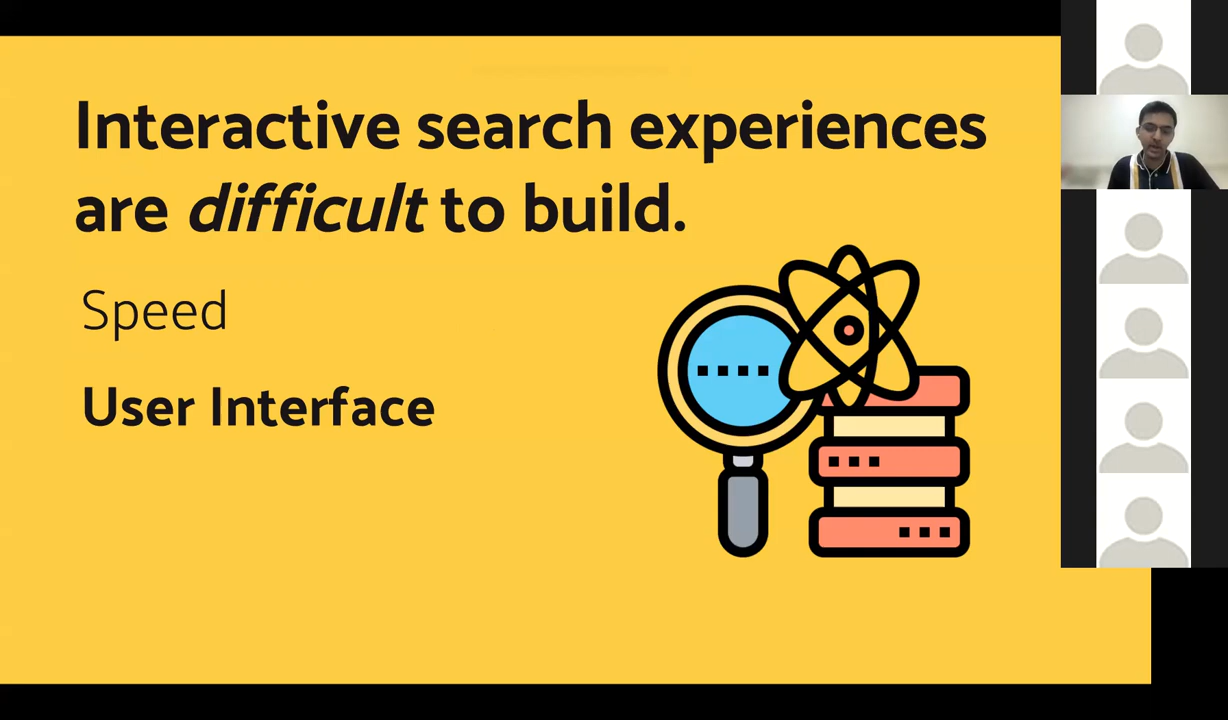 Interactive search experiences
are difficult to build.
Speed
User Interface